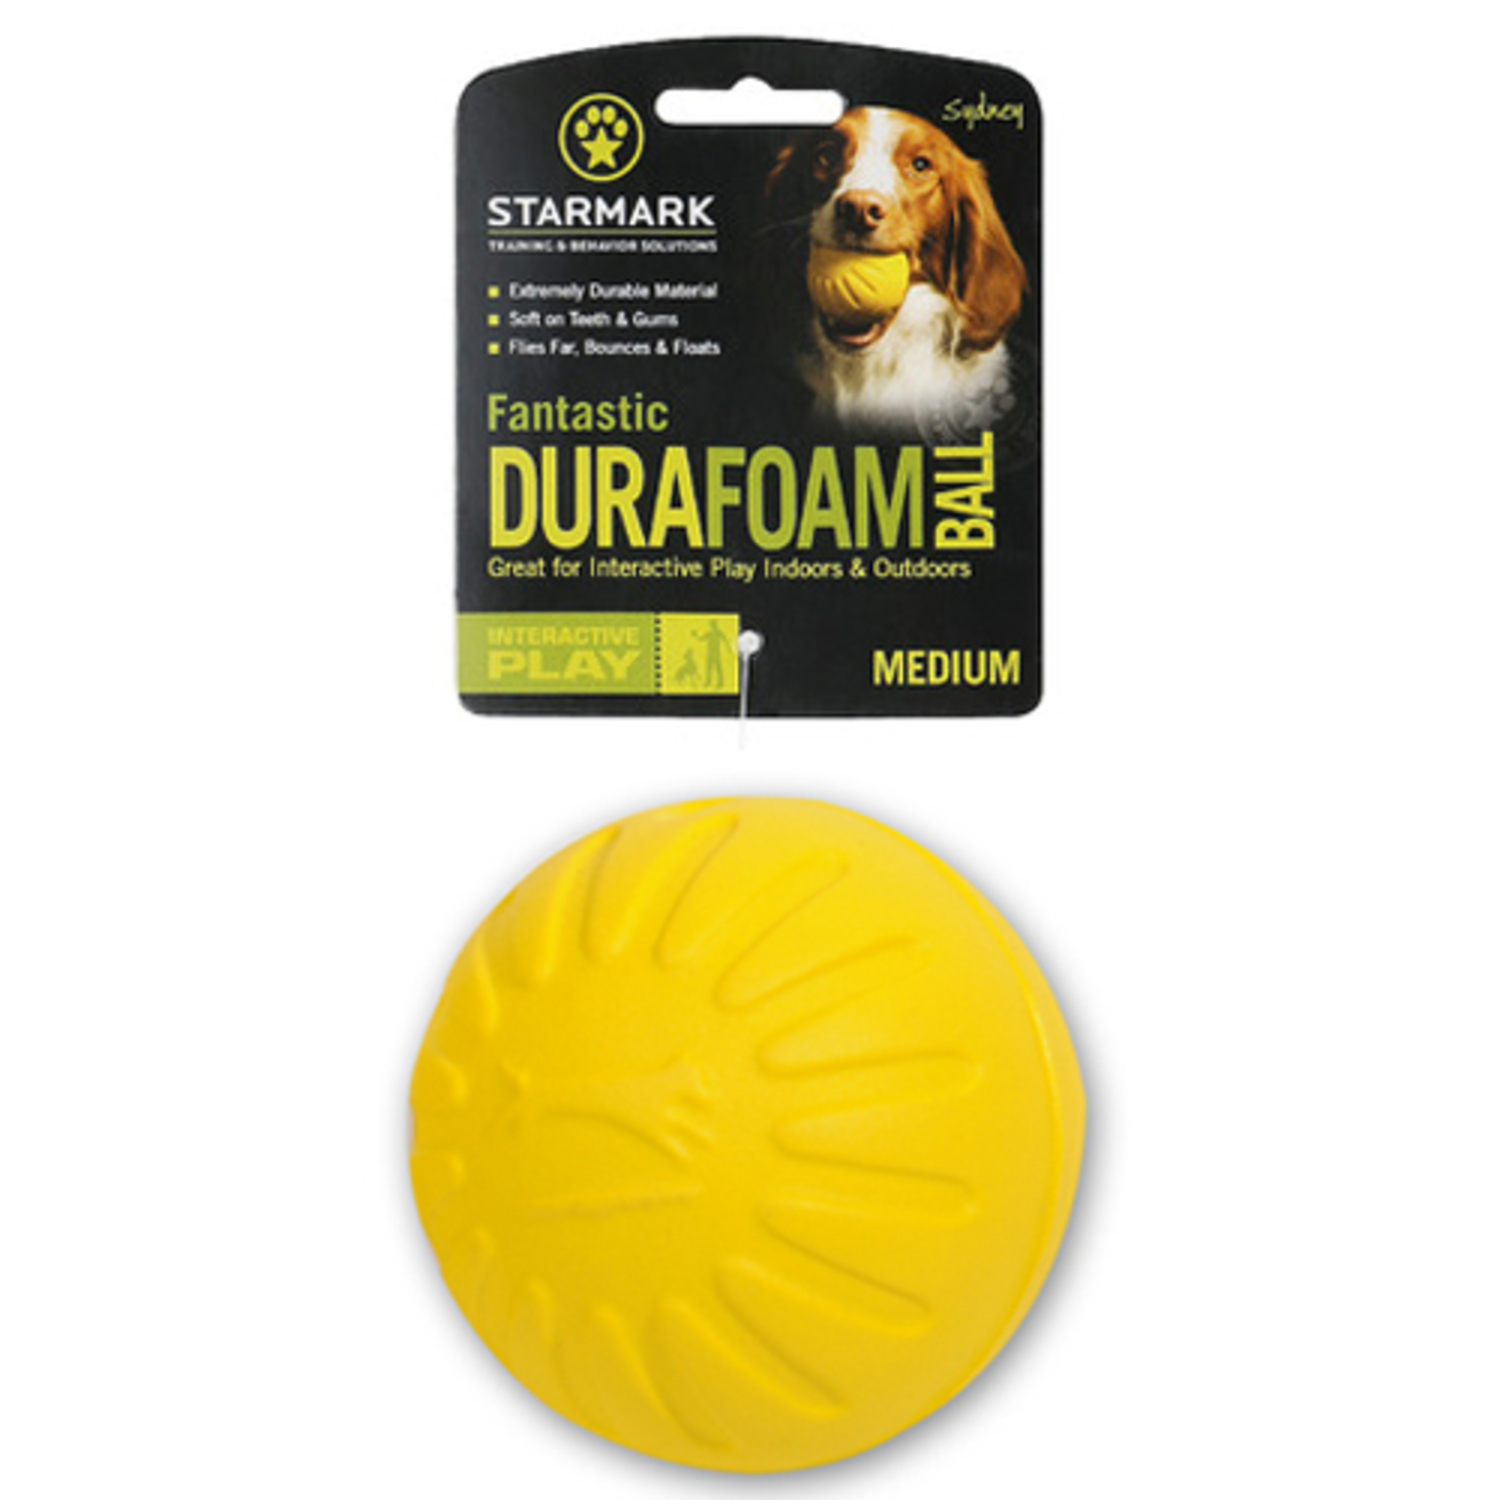 Sydney
STARMARK
TRAINING & BEHAVIOR SOLUTIONS
Extremely Durable Material
Soft on Teeth & Gums
Flies Far, Bounces & Floats
Fantastic
DURAFOAM
BALL
Great for Interactive Play Indoors & Outdoors
INTERACTIVE
PLAY
MEDIUM